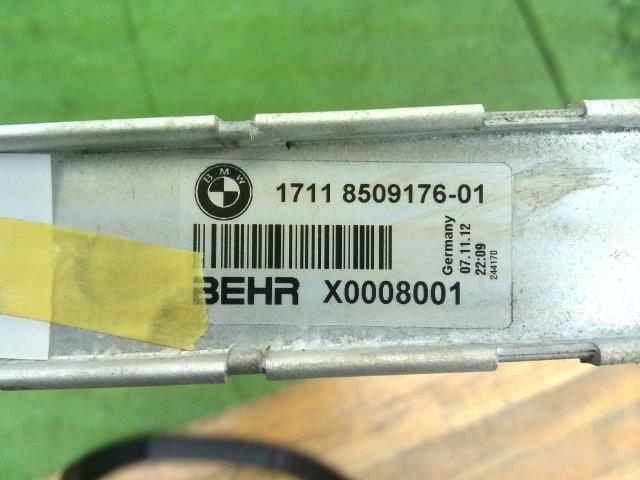 BMW
1711 8509176-01
BEHR X0008001
Germany
07.11.12
22:09
244170